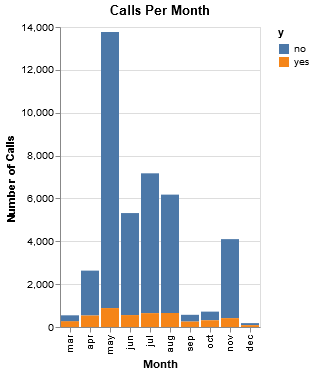 Calls Per Month
y
no
yes
Number of Calls
14,000
12,000
10,000
8,000
6,000
4,000
2,000
0
mar
apr
may
jun
jul
aug
sep
oct
nov
dec
Month